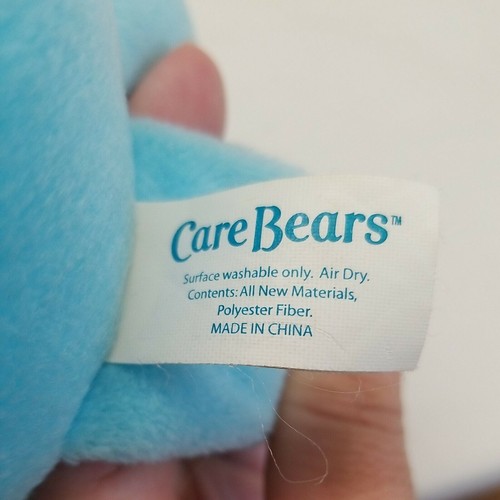 Care Bears™
Surface washable only. Air Dry.
Contents: All New Materials,
Polyester Fiber.
MADE IN CHINA